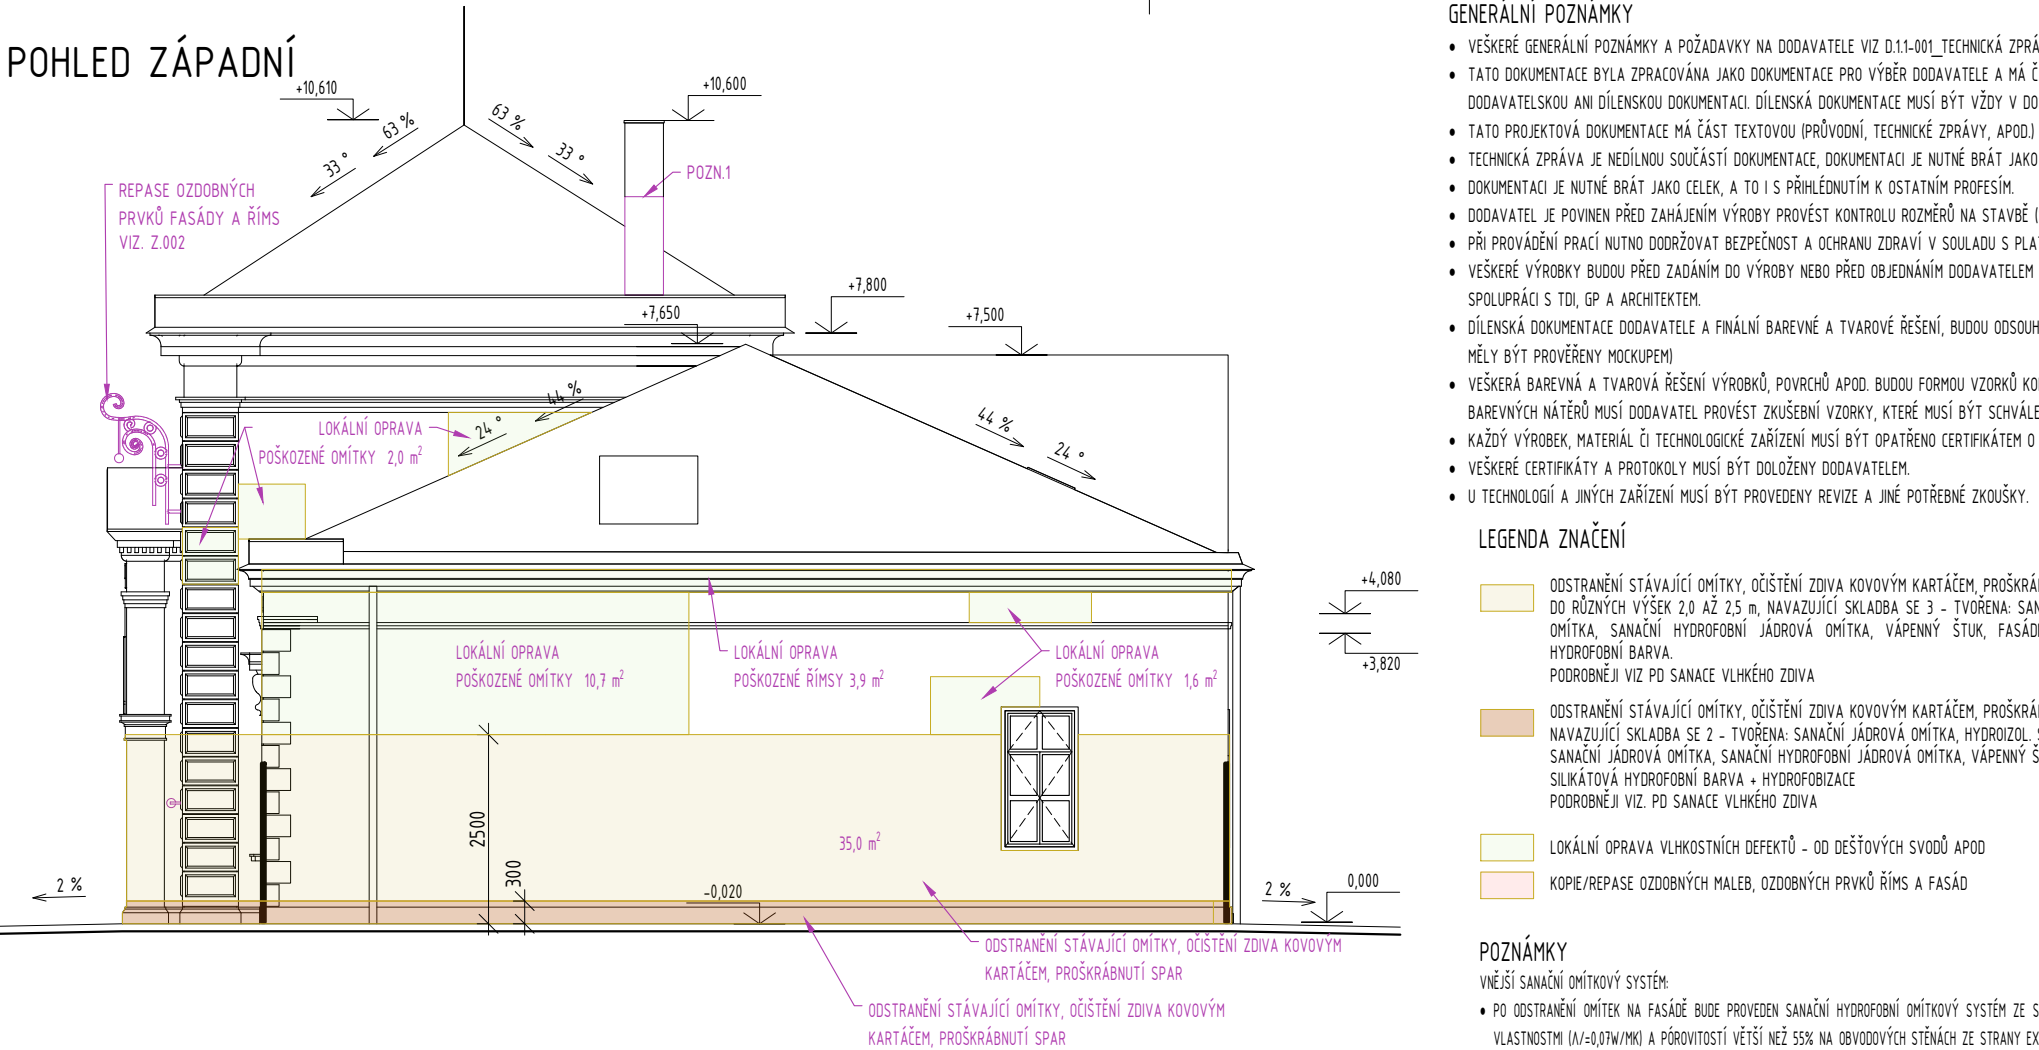 POHLED ZÁPADNÍ
+10,610
63 %
33 °
63 %
33 °
+10,600
POZN.1
REPASE OZDOBNÝCH
PRVKŮ FASÁDY A ŘÍMS
VIZ. Z.002
+7,650
+7,800
+7,500
44 %
24 °
44 %
24 °
LOKÁLNÍ OPRAVA
POŠKOZENÉ OMÍTKY 2,0 m²
+4,080
+3,820
LOKÁLNÍ OPRAVA
POŠKOZENÉ OMÍTKY 10,7 m²
LOKÁLNÍ OPRAVA
POŠKOZENÉ ŘÍMSY 3,9 m²
LOKÁLNÍ OPRAVA
POŠKOZENÉ OMÍTKY 1,6 m²
2500
300
35,0 m²
2 %
-0,020
2 %
0,000
ODSTRANĚNÍ STÁVAJÍCÍ OMÍTKY, OČIŠTĚNÍ ZDIVA KOVOVÝM
KARTÁČEM, PROŠKRÁBNUTÍ SPAR
ODSTRANĚNÍ STÁVAJÍCÍ OMÍTKY, OČIŠTĚNÍ ZDIVA KOVOVÝM
KARTÁČEM, PROŠKRÁBNUTÍ SPAR
GENERÁLNÍ POZNÁMKY
• VEŠKERÉ GENERÁLNÍ POZNÁMKY A POŽADAVKY NA DODAVATELE VIZ D.1.1-001_TECHNICKÁ ZPRÁ
• TATO DOKUMENTACE BYLA ZPRACOVÁNA JAKO DOKUMENTACE PRO VÝBĚR DODAVATELE A MÁ Č
DODAVATELSKOU ANI DÍLENSKOU DOKUMENTACI. DÍLENSKÁ DOKUMENTACE MUSÍ BÝT VŽDY V DO
• TATO PROJEKTOVÁ DOKUMENTACE MÁ ČÁST TEXTOVOU (PRŮVODNÍ, TECHNICKÉ ZPRÁVY, APOD.)
• TECHNICKÁ ZPRÁVA JE NEDÍLNOU SOUČÁSTÍ DOKUMENTACE, DOKUMENTACI JE NUTNÉ BRÁT JAKO
• DOKUMENTACI JE NUTNÉ BRÁT JAKO CELEK, A TO I S PŘIHLÉDNUTÍM K OSTATNÍM PROFESÍM.
• DODAVATEL JE POVINEN PŘED ZAHÁJENÍM VÝROBY PROVÉST KONTROLU ROZMĚRŮ NA STAVBĚ (
• PŘI PROVÁDĚNÍ PRACÍ NUTNO DODRŽOVAT BEZPEČNOST A OCHRANU ZDRAVÍ V SOULADU S PLA
• VEŠKERÉ VÝROBKY BUDOU PŘED ZADÁNÍM DO VÝROBY NEBO PŘED OBJEDNÁNÍM DODAVATELEM
SPOLUPRÁCI S TDI, GP A ARCHITEKTEM.
• DÍLENSKÁ DOKUMENTACE DODAVATELE A FINÁLNÍ BAREVNÉ A TVAROVÉ ŘEŠENÍ, BUDOU ODSOUH
MĚLY BÝT PROVĚŘENY MOCKUPEM)
• VEŠKERÁ BAREVNÁ A TVAROVÁ ŘEŠENÍ VÝROBKŮ, POVRCHŮ APOD. BUDOU FORMOU VZORKŮ KO
BAREVNÝCH NÁTĚRŮ MUSÍ DODAVATEL PROVÉST ZKUŠEBNÍ VZORKY, KTERÉ MUSÍ BÝT SCHVÁLE
• KAŽDÝ VÝROBEK, MATERIÁL ČI TECHNOLOGICKÉ ZAŘÍZENÍ MUSÍ BÝT OPATŘENO CERTIFIKÁTEM O
• VEŠKERÉ CERTIFIKÁTY A PROTOKOLY MUSÍ BÝT DOLOŽENY DODAVATELEM.
• U TECHNOLOGIÍ A JINÝCH ZAŘÍZENÍ MUSÍ BÝT PROVEDENY REVIZE A JINÉ POTŘEBNÉ ZKOUŠKY.
LEGENDA ZNAČENÍ
ODSTRANĚNÍ STÁVAJÍCÍ OMÍTKY, OČIŠTĚNÍ ZDIVA KOVOVÝM KARTÁČEM, PROŠKRÁ
DO RŮZNÝCH VÝŠEK 2,0 AŽ 2,5 m, NAVAZUJÍCÍ SKLADBA SE 3 - TVOŘENA: SAN
OMÍTKA, SANAČNÍ HYDROFOBNÍ JÁDROVÁ OMÍTKA, VÁPENNÝ ŠTUK, FASÁD
HYDROFOBNÍ BARVA.
PODROBNĚJI VIZ PD SANACE VLHKÉHO ZDIVA
ODSTRANĚNÍ STÁVAJÍCÍ OMÍTKY, OČIŠTĚNÍ ZDIVA KOVOVÝM KARTÁČEM, PROŠKRÁ
NAVAZUJÍCÍ SKLADBA SE 2 - TVOŘENA: SANAČNÍ JÁDROVÁ OMÍTKA, HYDROIZOL. S
SANAČNÍ JÁDROVÁ OMÍTKA, SANAČNÍ HYDROFOBNÍ JÁDROVÁ OMÍTKA, VÁPENNÝ Š
SILIKÁTOVÁ HYDROFOBNÍ BARVA + HYDROFOBIZACE
PODROBNĚJI VIZ. PD SANACE VLHKÉHO ZDIVA
LOKÁLNÍ OPRAVA VLHKOSTNÍCH DEFEKTŮ - OD DEŠŤOVÝCH SVODŮ APOD
KOPIE/REPASE OZDOBNÝCH MALEB, OZDOBNÝCH PRVKŮ ŘÍMS A FASÁD
POZNÁMKY
VNĚJŠÍ SANAČNÍ OMÍTKOVÝ SYSTÉM:
• PO ODSTRANĚNÍ OMÍTEK NA FASÁDĚ BUDE PROVEDEN SANAČNÍ HYDROFOBNÍ OMÍTKOVÝ SYSTÉM ZE S
VLASTNOSTMI (Λ/=0,07W/MK) A PÓROVITOSTÍ VĚTŠÍ NEŽ 55% NA OBVODOVÝCH STĚNÁCH ZE STRANY EX